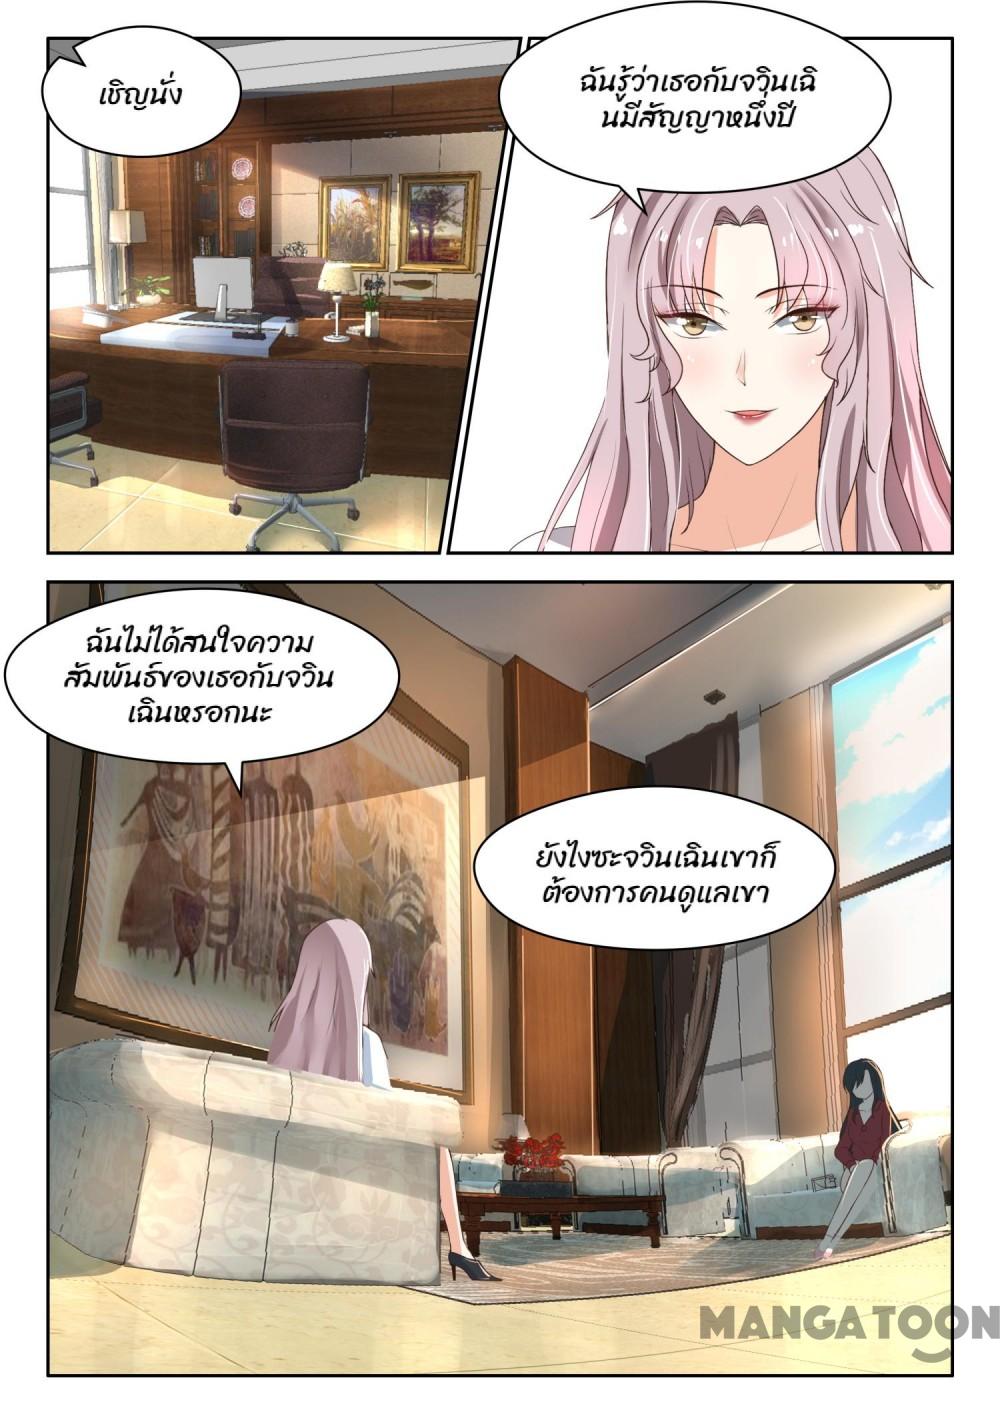 เชิญนั่ง
ฉันรู้ว่าเธอกับจวินเฉิ
นมีสัญญาหนึ่งปี
ฉันไม่ได้สนใจความ
สัมพันธ์ของเธอกับจวิน
เฉินหรอกนะ
ยังไงซะจวินเฉินเขาก็
ต้องการคนดูแลเขา
MANGATOON